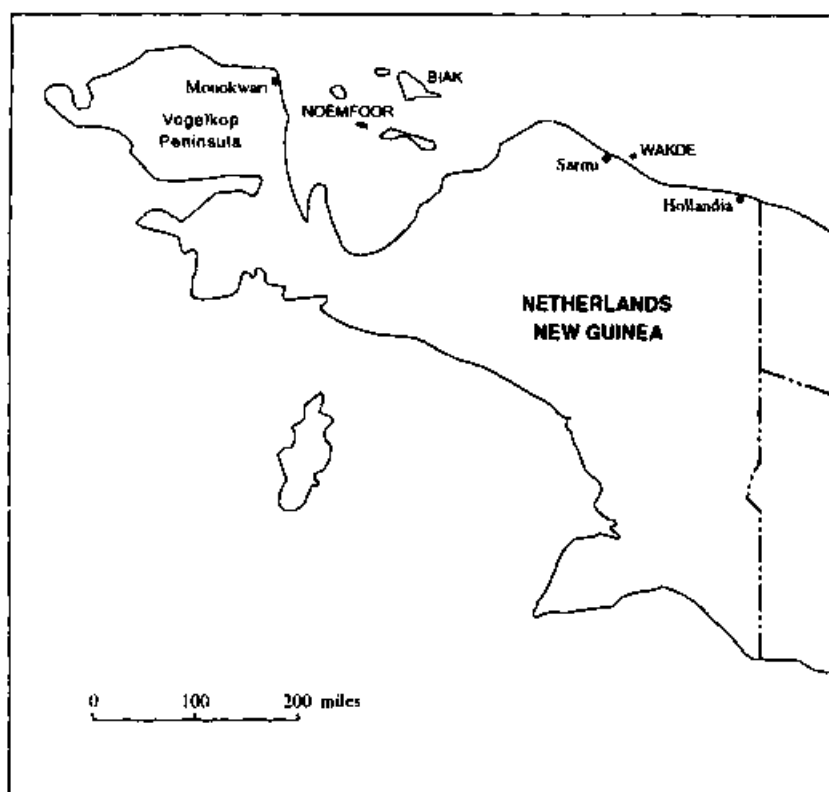 BIAK
Monokwari
NOEMFOOR
Vogelkop
Peninsula
WAKDE
Sarmi
Hollandia
NETHERLANDS
NEW GUINEA
0 100 200 miles